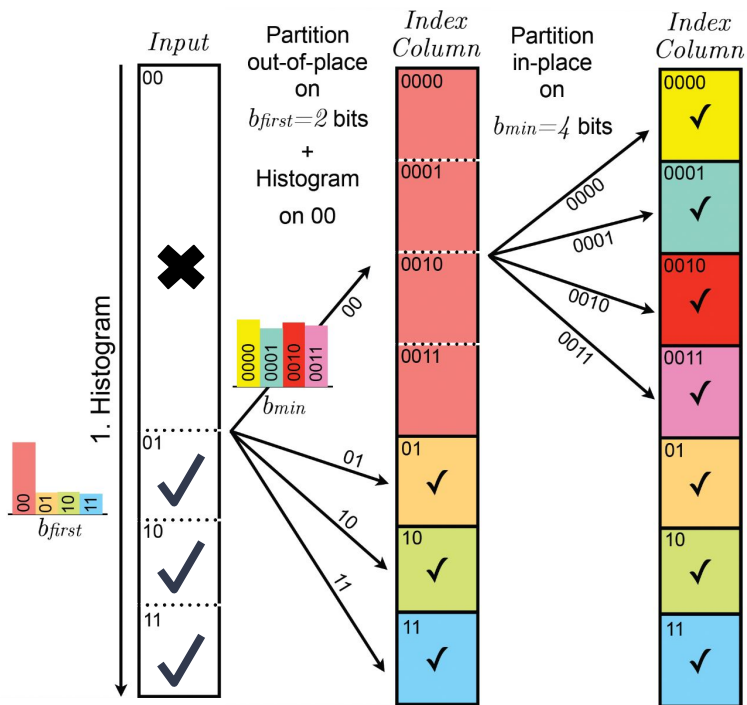 Input
Partition
out-of-place
on
bfirst=2 bits
+
Histogram
on 00
Index
Column
Partition
in-place
on
bmin=4 bits
Index
Column
1. Histogram
00
01
10
11
00
01
10
11
bfirst
0000
0001
0010
0011
bmin
00
01
10
11
0000
0001
0010
0011
01
10
11
0000
0001
0010
0011
0000
0001
0010
0011
01
10
11